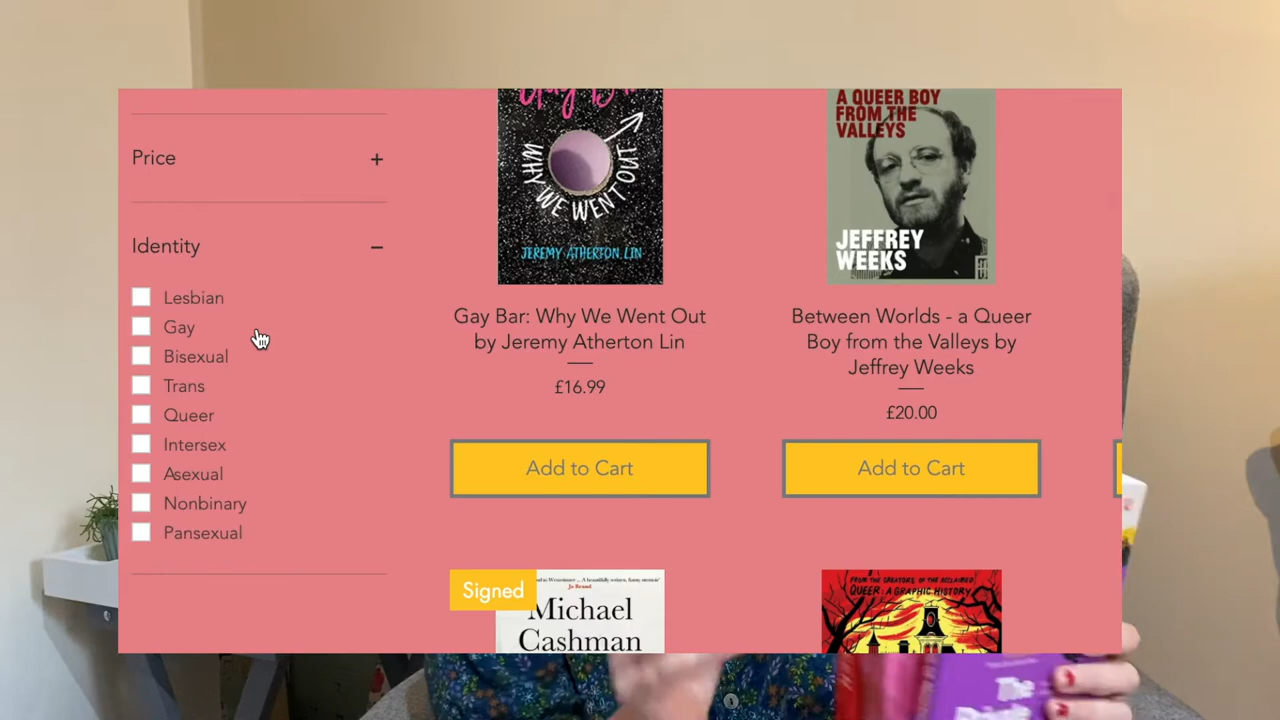 Price
Identity
Lesbian
Gay
Bisexual
Trans
Queer
Intersex
Asexual
Nonbinary
Pansexual
WHY WE WENT OUT
JEREMY ATHERTON LIN
Gay Bar: Why We Went Out
by Jeremy Atherton Lin
£16.99
Add to Cart
A QUEER BOY
FROM THE
VALLEYS
JEFFREY
WEEKS
Between Worlds - a Queer
Boy from the Valleys by
Jeffrey Weeks
£20.00
Add to Cart
Signed
Michael
Cashman
FROM THE CREATORS OF THE ACCLAIMED
QUEER: A GRAPHIC HISTORY
The